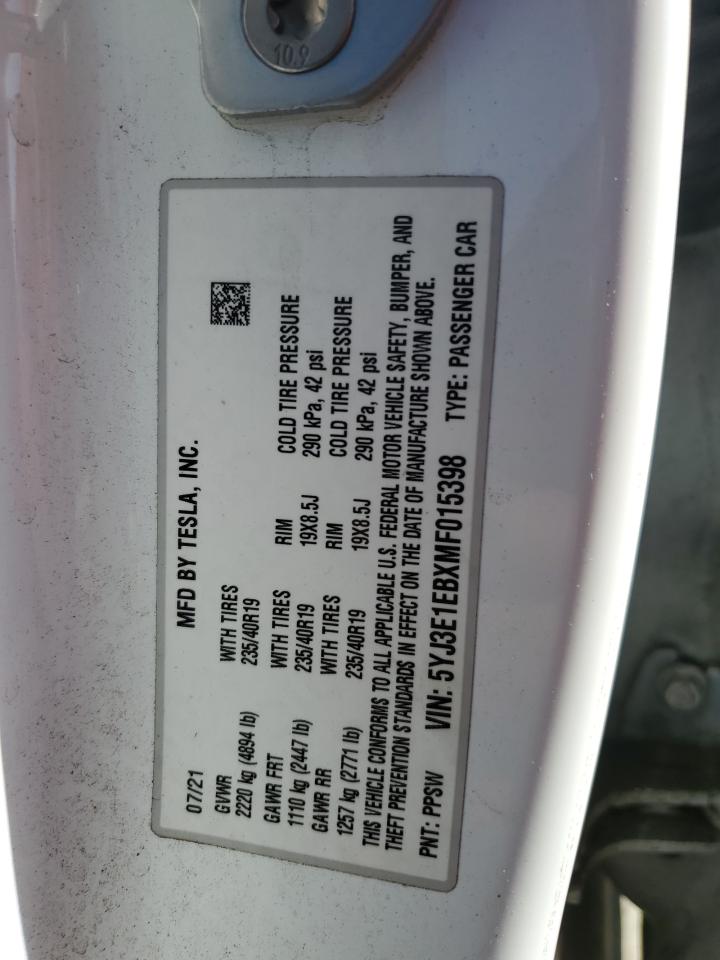 10.9
07/21 MFD BY TESLA, INC.
GVWR WITH TIRES
2220 kg (4894 lb) 235/40R19
GAWR FRT WITH TIRES RIM COLD TIRE PRESSURE
1110 kg (2447 lb) 235/40R19 19X8.5J 290 kPa, 42 psi
GAWR RR WITH TIRES RIM COLD TIRE PRESSURE
1257 kg (2771 lb) 235/40R19 19X8.5J 290 kPa, 42 psi
THIS VEHICLE CONFORMS TO ALL APPLICABLE U.S. FEDERAL MOTOR VEHICLE SAFETY, BUMPER, AND
THEFT PREVENTION STANDARDS IN EFFECT ON THE DATE OF MANUFACTURE SHOWN ABOVE.
PNT: PPSW VIN: 5YJ3E1EBXMF015398 TYPE: PASSENGER CAR